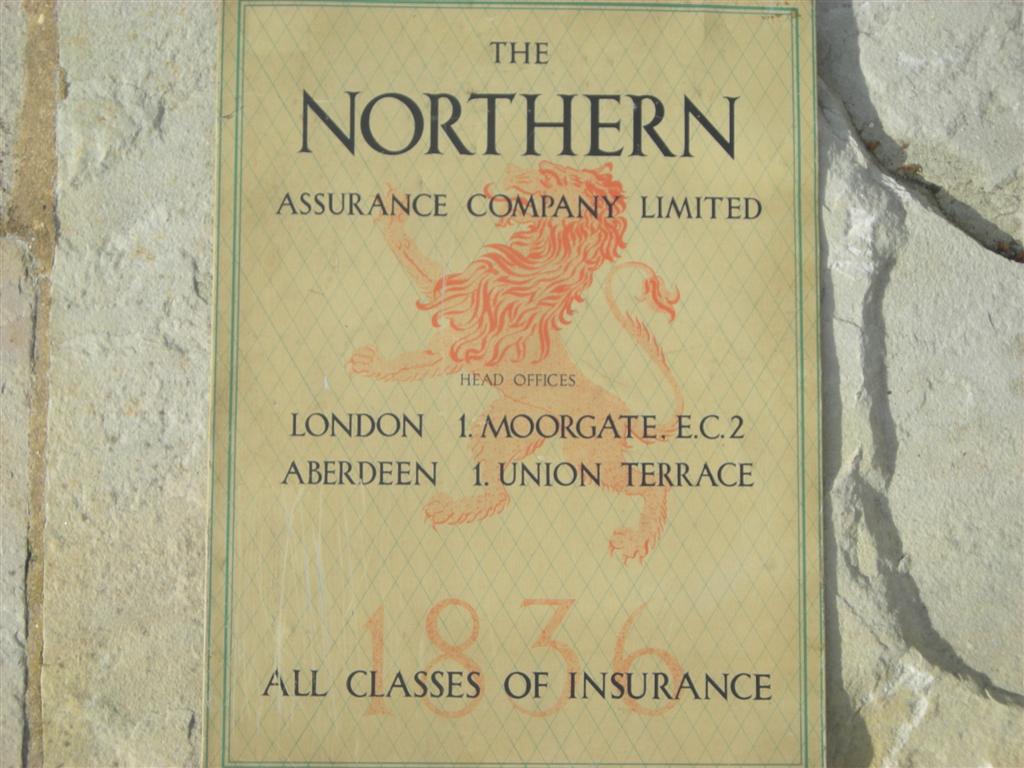 THE
NORTHERN
ASSURANCE COMPANY LIMITED
HEAD OFFICES
LONDON 1. MOORGATE. E.C.2
ABERDEEN 1. UNION TERRACE
1836
ALL CLASSES OF INSURANCE